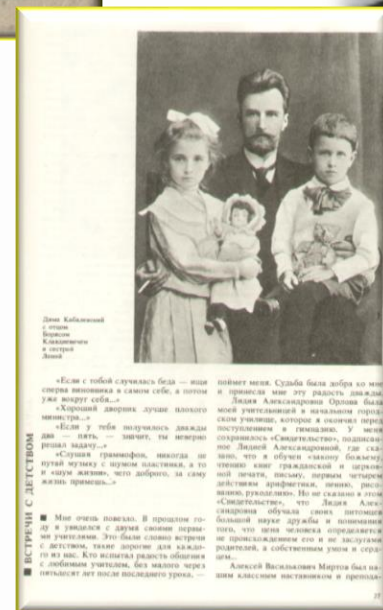 Дима Кабалевский
с отцом
Борисом
Клавдиевичем
и сестрой
Леной
«Если с тобой случилась беда — ищи
сперва виновника в самом себе, а потом
уже вокруг себя...»
«Хороший дворник лучше плохого
министра...»
«Если у тебя получилось дважды
два — пять, — значит, ты неверно
решал задачу...»
«Слушая граммофон, никогда не
путай музыку с шумом пластинки, а то
и «шум жизни», чего доброго, за саму
жизнь примешь...»
ВСТРЕЧИ С ДЕТСТВОМ
Мне очень повезло. В прошлом го-
ду я увиделся с двумя своими первы-
ми учителями. Это были словно встречи
с детством, такие дорогие для каждо-
го из нас. Кто испытал радость общения
с любимым учителем, без малого через
пятьдесят лет после последнего урока, —
поймет меня. Судьба была добра ко мне
и принесла мне эту радость дважды.
Лидия Александровна Орлова была
моей учительницей в начальном город-
ском училище, которое я окончил перед
поступлением в гимназию. У меня
сохранилось «Свидетельство», подписан-
ное Лидией Александровной, где ска-
зано, что я обучен «закону божьему,
чтению книг гражданской и церков-
ной печати, письму, первым четырем
действиям арифметики, пению, рисо-
ванию, рукоделию». Но не сказано в этом
«Свидетельстве», что Лидия Алек-
сандровна обучала своих питомцев
большой науке дружбы и понимания
того, что цена человека определяется
не происхождением его и не заслугами
родителей, а собственным умом и серд-
цем...
Алексей Васильевич Миртов был на-
шим классным наставником и препода-